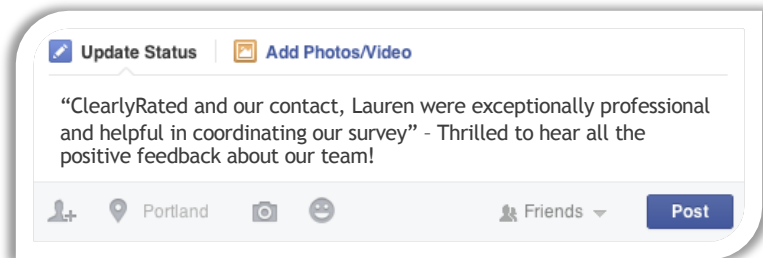 Update Status
Add Photos/Video
“ClearlyRated and our contact, Lauren were exceptionally professional
and helpful in coordinating our survey” – Thrilled to hear all the
positive feedback about our team!
Portland
Friends
Post